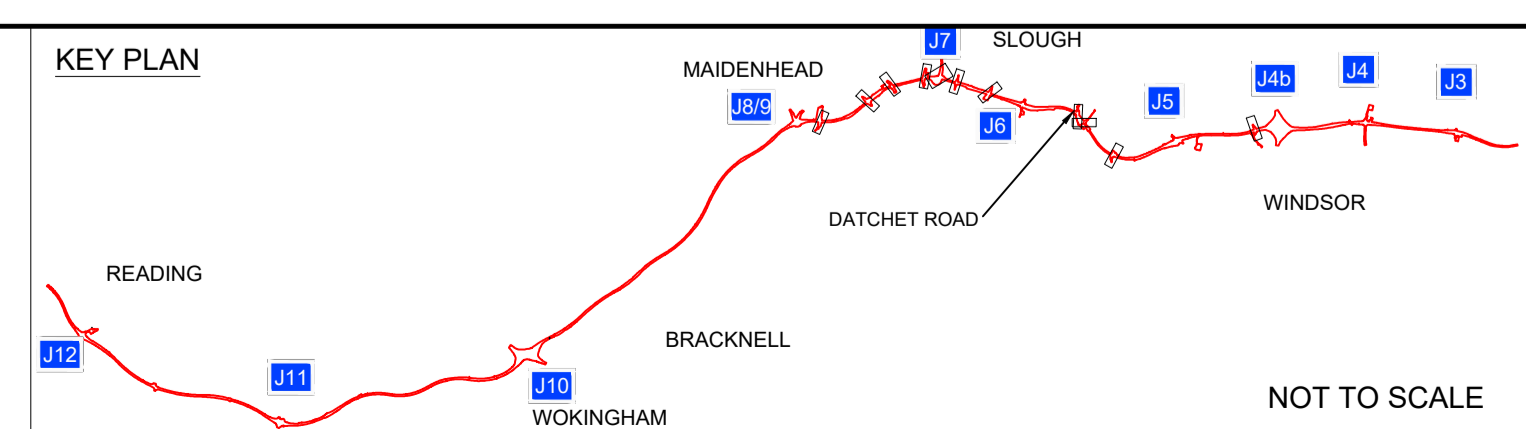 KEY PLAN
J7
SLOUGH
MAIDENHEAD
J8/9
J6
J5
J4b
J4
J3
DATCHET ROAD
WINDSOR
READING
BRACKNELL
J12
J11
J10
WOKINGHAM
NOT TO SCALE